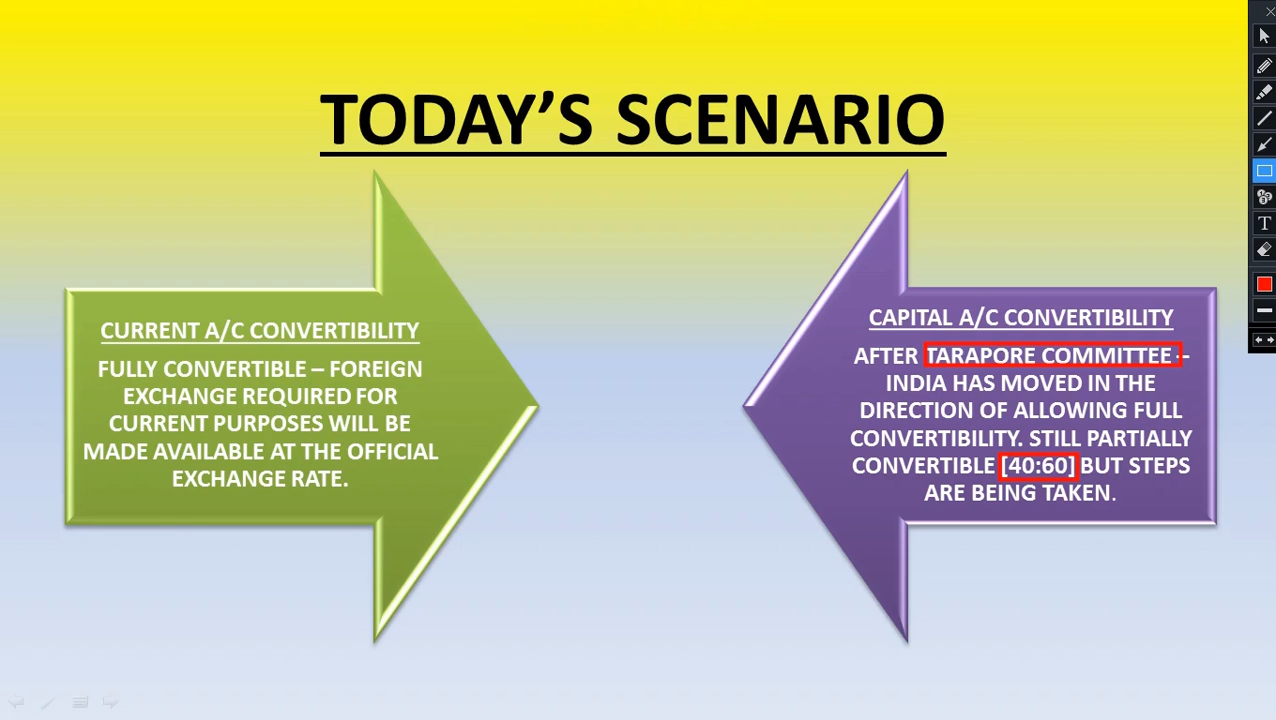 TODAY'S SCENARIO
CURRENT A/C CONVERTIBILITY
FULLY CONVERTIBLE – FOREIGN
EXCHANGE REQUIRED FOR
CURRENT PURPOSES WILL BE
MADE AVAILABLE AT THE OFFICIAL
EXCHANGE RATE.
CAPITAL A/C CONVERTIBILITY
AFTER TARAPORE COMMITTEE –
INDIA HAS MOVED IN THE
DIRECTION OF ALLOWING FULL
CONVERTIBILITY. STILL PARTIALLY
CONVERTIBLE [40:60] BUT STEPS
ARE BEING TAKEN.